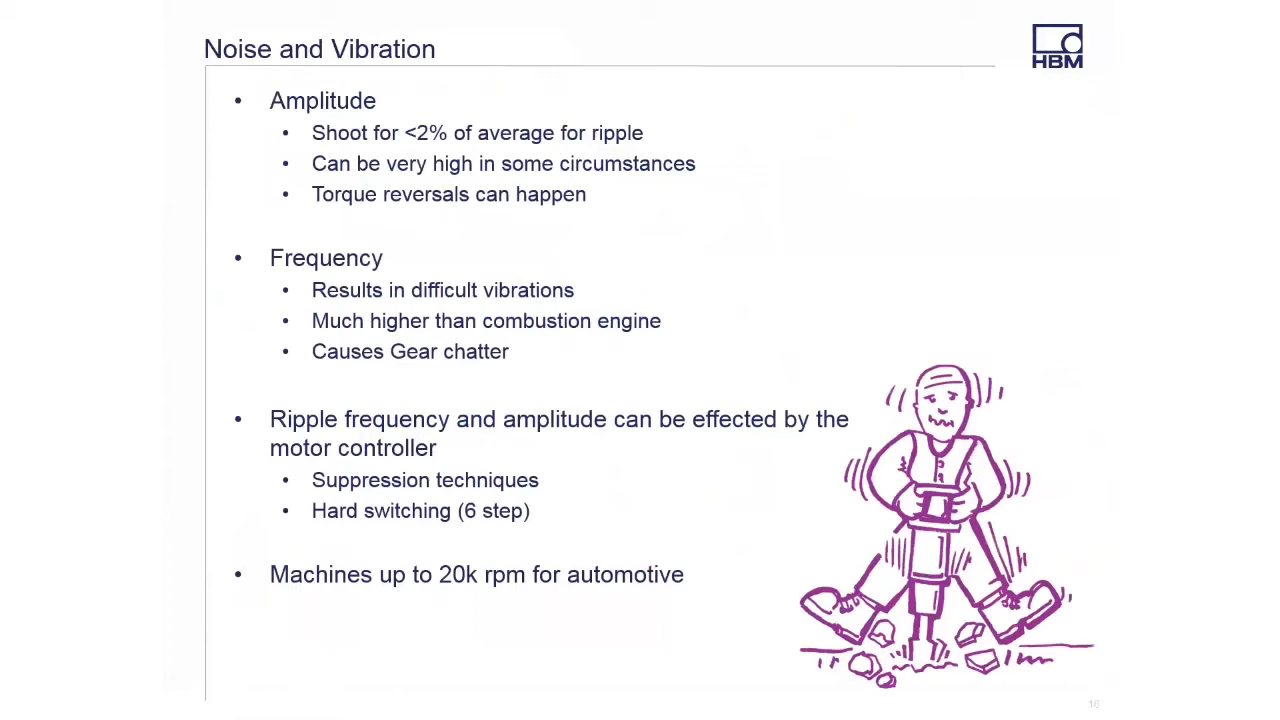 Noise and Vibration
HBM
• Amplitude
• Shoot for <2% of average for ripple
• Can be very high in some circumstances
• Torque reversals can happen
• Frequency
• Results in difficult vibrations
• Much higher than combustion engine
• Causes Gear chatter
• Ripple frequency and amplitude can be effected by the
motor controller
• Suppression techniques
• Hard switching (6 step)
• Machines up to 20k rpm for automotive
16